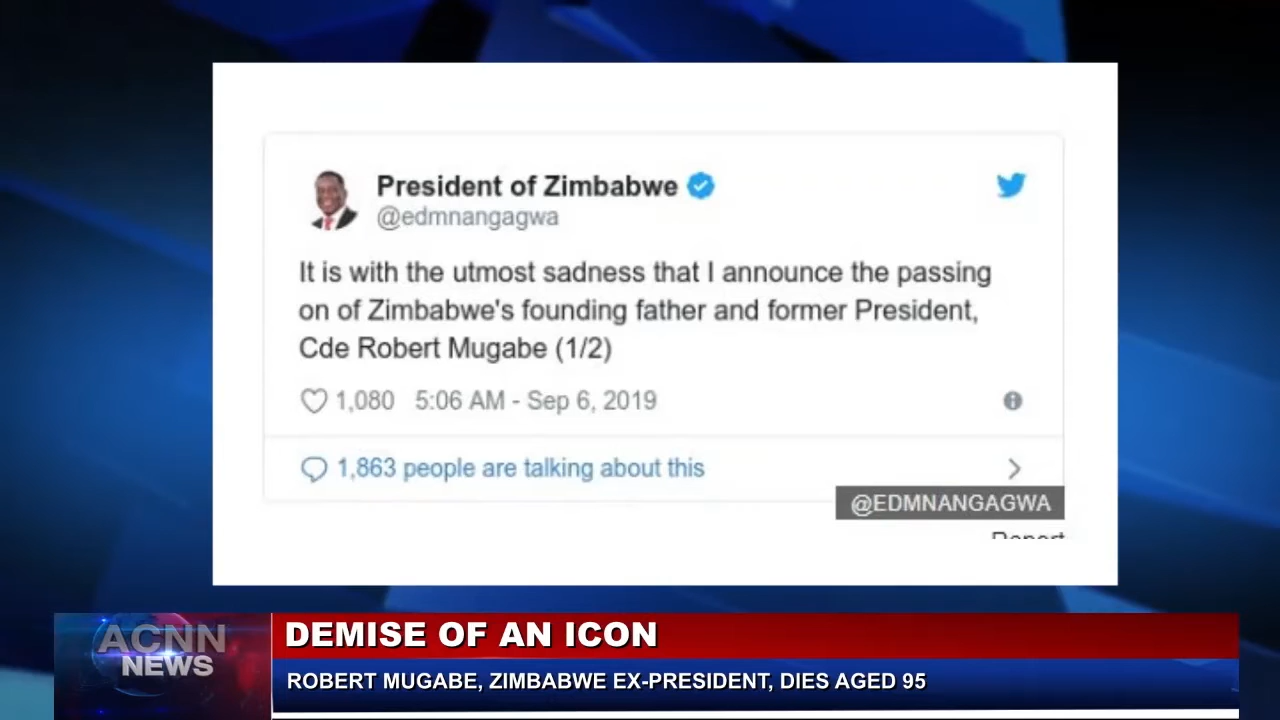 President of Zimbabwe
@edmnangagwa
It is with the utmost sadness that I announce the passing
on of Zimbabwe's founding father and former President,
Cde Robert Mugabe (1/2)
1,080 5:06 AM - Sep 6, 2019
1,863 people are talking about this
@EDMNANGAGWA
Report
ACNN
NEWS
DEMISE OF AN ICON
ROBERT MUGABE, ZIMBABWE EX-PRESIDENT, DIES AGED 95